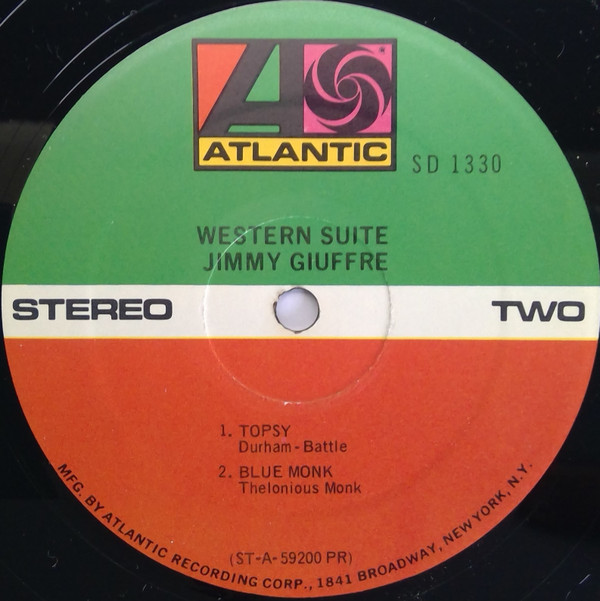 ATLANTIC
SD 1330
WESTERN SUITE
JIMMY GIUFFRE
STEREO
TWO
1. TOPSY
Durham - Battle
2. BLUE MONK
Thelonious Monk
(ST-A-59200 PR)
MFG. BY ATLANTIC RECORDING CORP., 1841 BROADWAY, NEW YORK, N.Y.